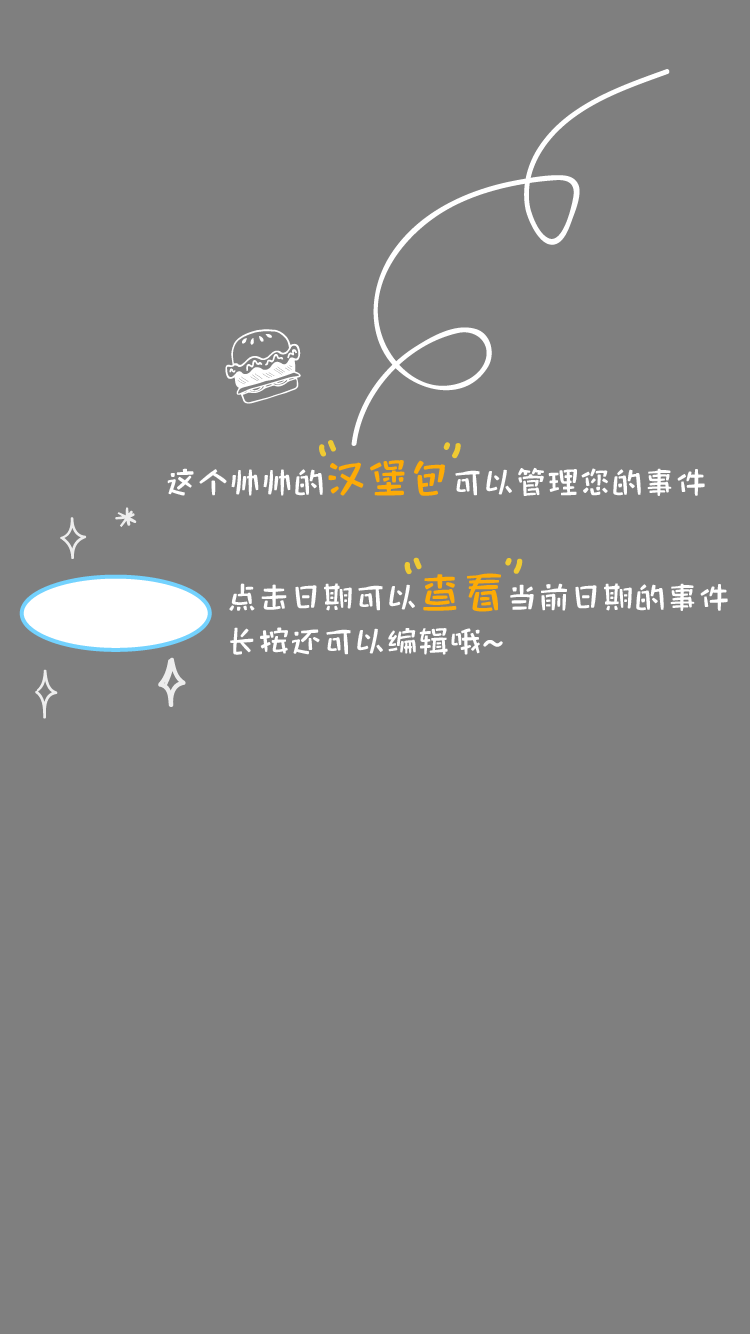 这个帅帅的"汉堡包"可以管理您的事件
点击日期可以"查看"当前日期的事件
长按还可以编辑哦~